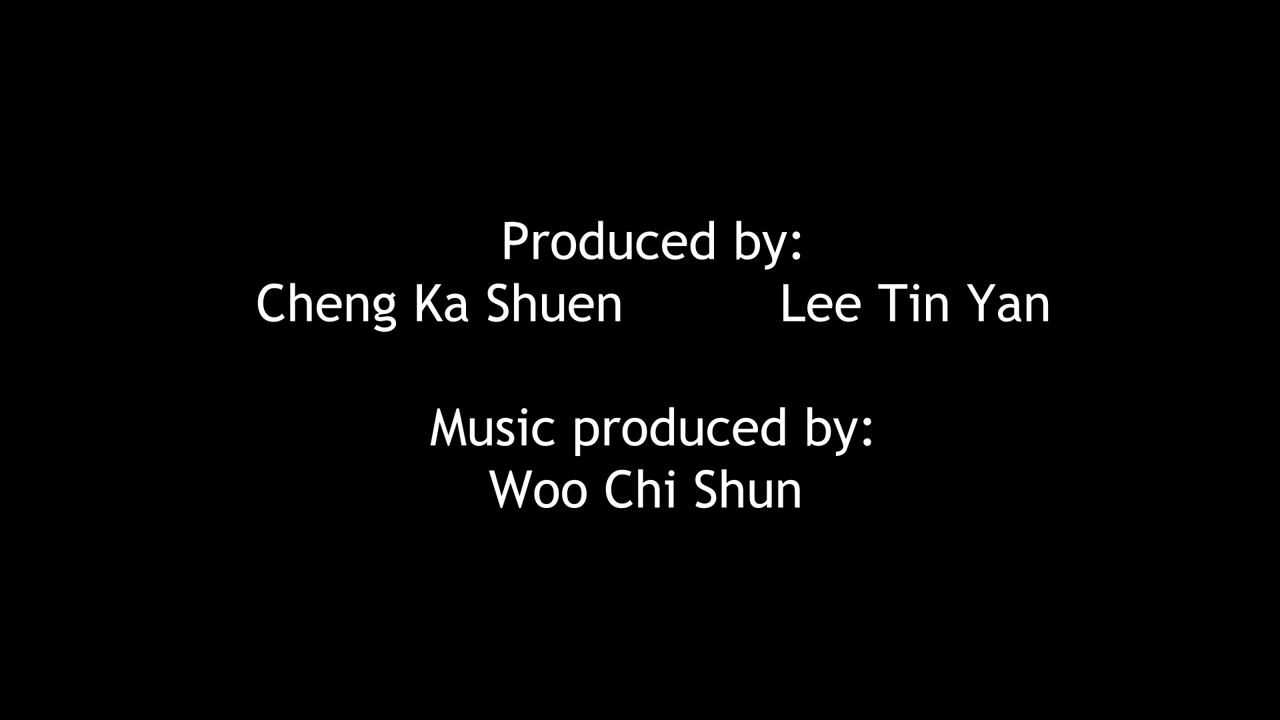 Produced by:
Cheng Ka Shuen Lee Tin Yan
Music produced by:
Woo Chi Shun